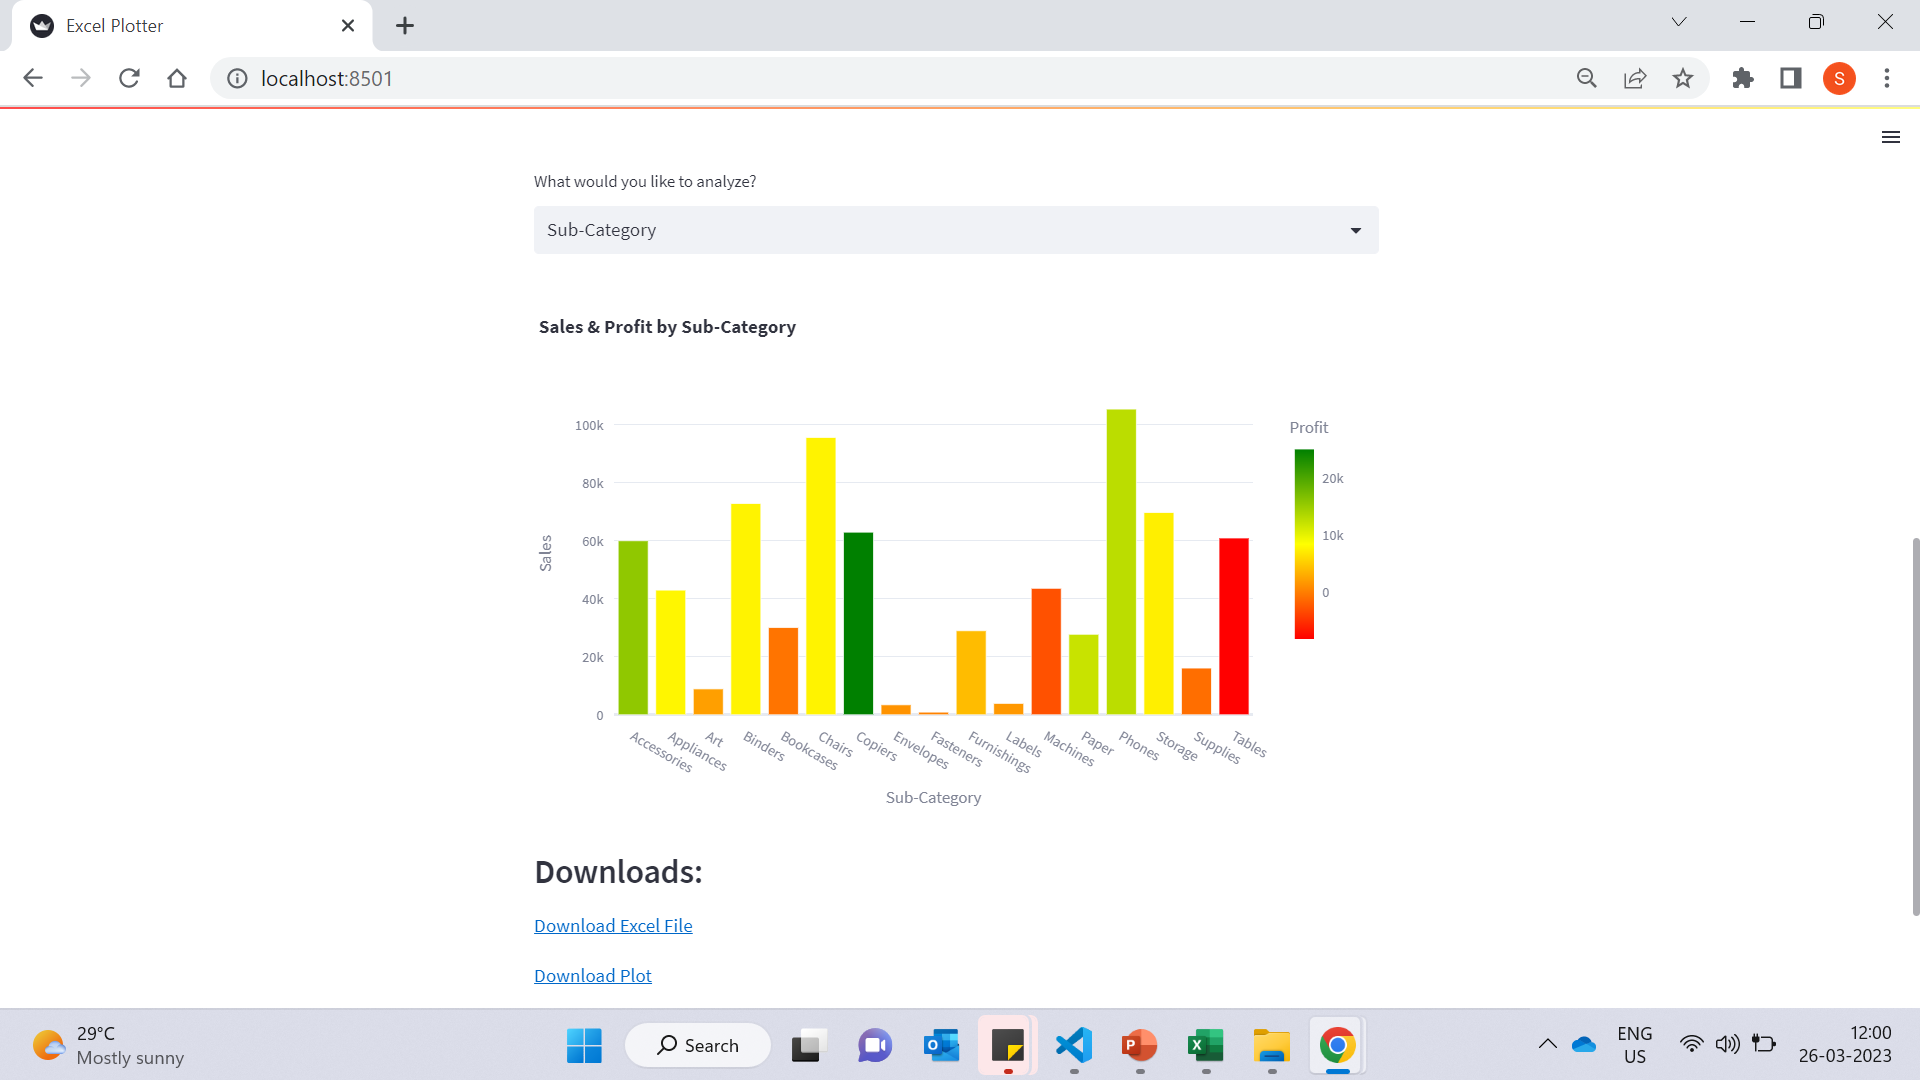 Excel Plotter
localhost:8501
S
What would you like to analyze?
Sub-Category
Sales & Profit by Sub-Category
100k
80k
60k
40k
20k
0
Sales
Accessories
Appliances
Art
Binders
Bookcases
Chairs
Copiers
Envelopes
Fasteners
Furnishings
Labels
Machines
Paper
Phones
Storage
Supplies
Tables
Sub-Category
Profit
20k
10k
0
Downloads:
Download Excel File
Download Plot
29°C
Mostly sunny
Search
ENG
US
12:00
26-03-2023